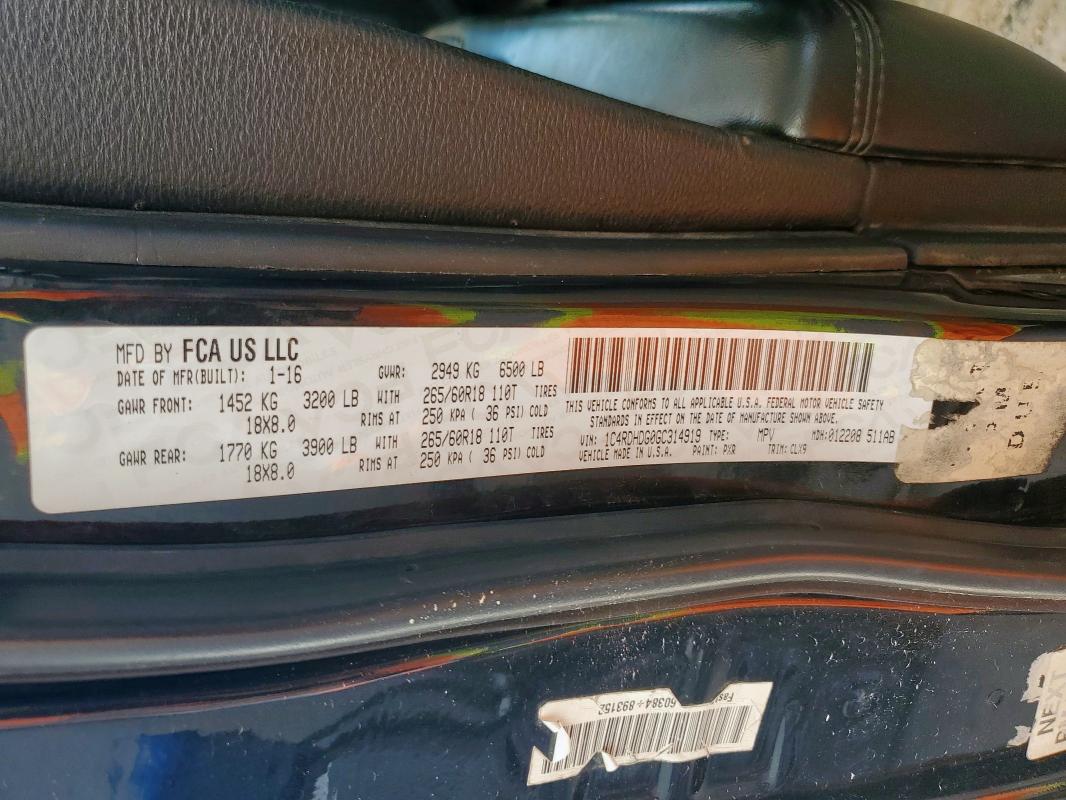 MFD BY FCA US LLC
DATE OF MFR(BUILT): 1-16 GVWR: 2949 KG 6500 LB
GAWR FRONT: 1452 KG 3200 LB WITH 265/60R18 110T TIRES
18X8.0 RIMS AT 250 KPA ( 36 PSI) COLD
GAWR REAR: 1770 KG 3900 LB WITH 265/60R18 110T TIRES
18X8.0 RIMS AT 250 KPA ( 36 PSI) COLD
THIS VEHICLE CONFORMS TO ALL APPLICABLE U.S.A. FEDERAL MOTOR VEHICLE SAFETY
STANDARDS IN EFFECT ON THE DATE OF MANUFACTURE SHOWN ABOVE.
VIN: 1C4RDHDG0GC314919 TYPE: MPV MDH: 012208 511AB
VEHICLE MADE IN U.S.A. PAINT: PXR TRIM: CLX9
DUE
60384+893152
NEXT